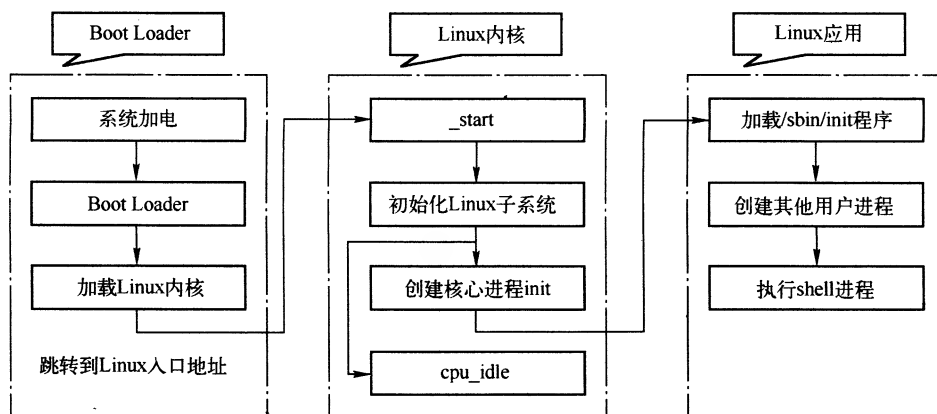 Boot Loader
系统加电
Boot Loader
加载Linux内核
跳转到Linux入口地址
Linux内核
_start
初始化Linux子系统
创建核心进程init
cpu_idle
Linux应用
加载/sbin/init程序
创建其他用户进程
执行shell进程